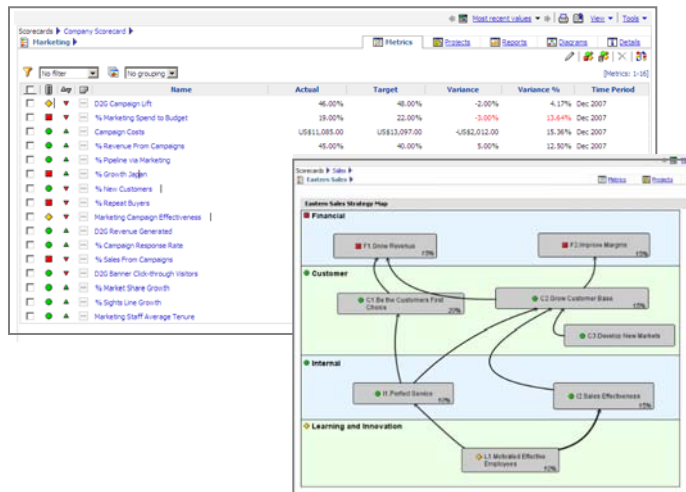 Most recent values
View
Tools
Scorecards Company Scorecard
Marketing
Metrics
Projects
Reports
Diagrams
Details
No filter
No grouping
[Metrics: 1-16]
Name Actual Target Variance Variance % Time Period
D2G Campaign Lift 46.00% 48.00% -2.00% 4.17% Dec 2007
% Marketing Spend to Budget 19.00% 22.00% -3.00% 13.64% Dec 2007
Campaign Costs US$11,085.00 US$13,097.00 -US$2,012.00 15.36% Dec 2007
% Revenue From Campaigns 45.00% 40.00% 5.00% 12.50% Dec 2007
% Pipeline via Marketing
% Growth Japan
% New Customers
% Repeat Buyers
Marketing Campaign Effectiveness
D2G Revenue Generated
% Campaign Response Rate
% Sales From Campaigns
D2G Banner Click-through Visitors
% Market Share Growth
% Sights Line Growth
Marketing Staff Average Tenure
Scorecards Sales
Eastern Sales
Metrics
Projects
Eastern Sales Strategy Map
Financial
F1.Grow Revenue
15%
F2.Improve Margins
15%
Customer
C1.Be the Customers First
Choice
20%
C2.Grow Customer Base
15%
C3.Develop New Markets
Internal
I1.Perfect Service
10%
I2.Sales Effectiveness
15%
Learning and Innovation
L1.Motivated Effective
Employees
10%